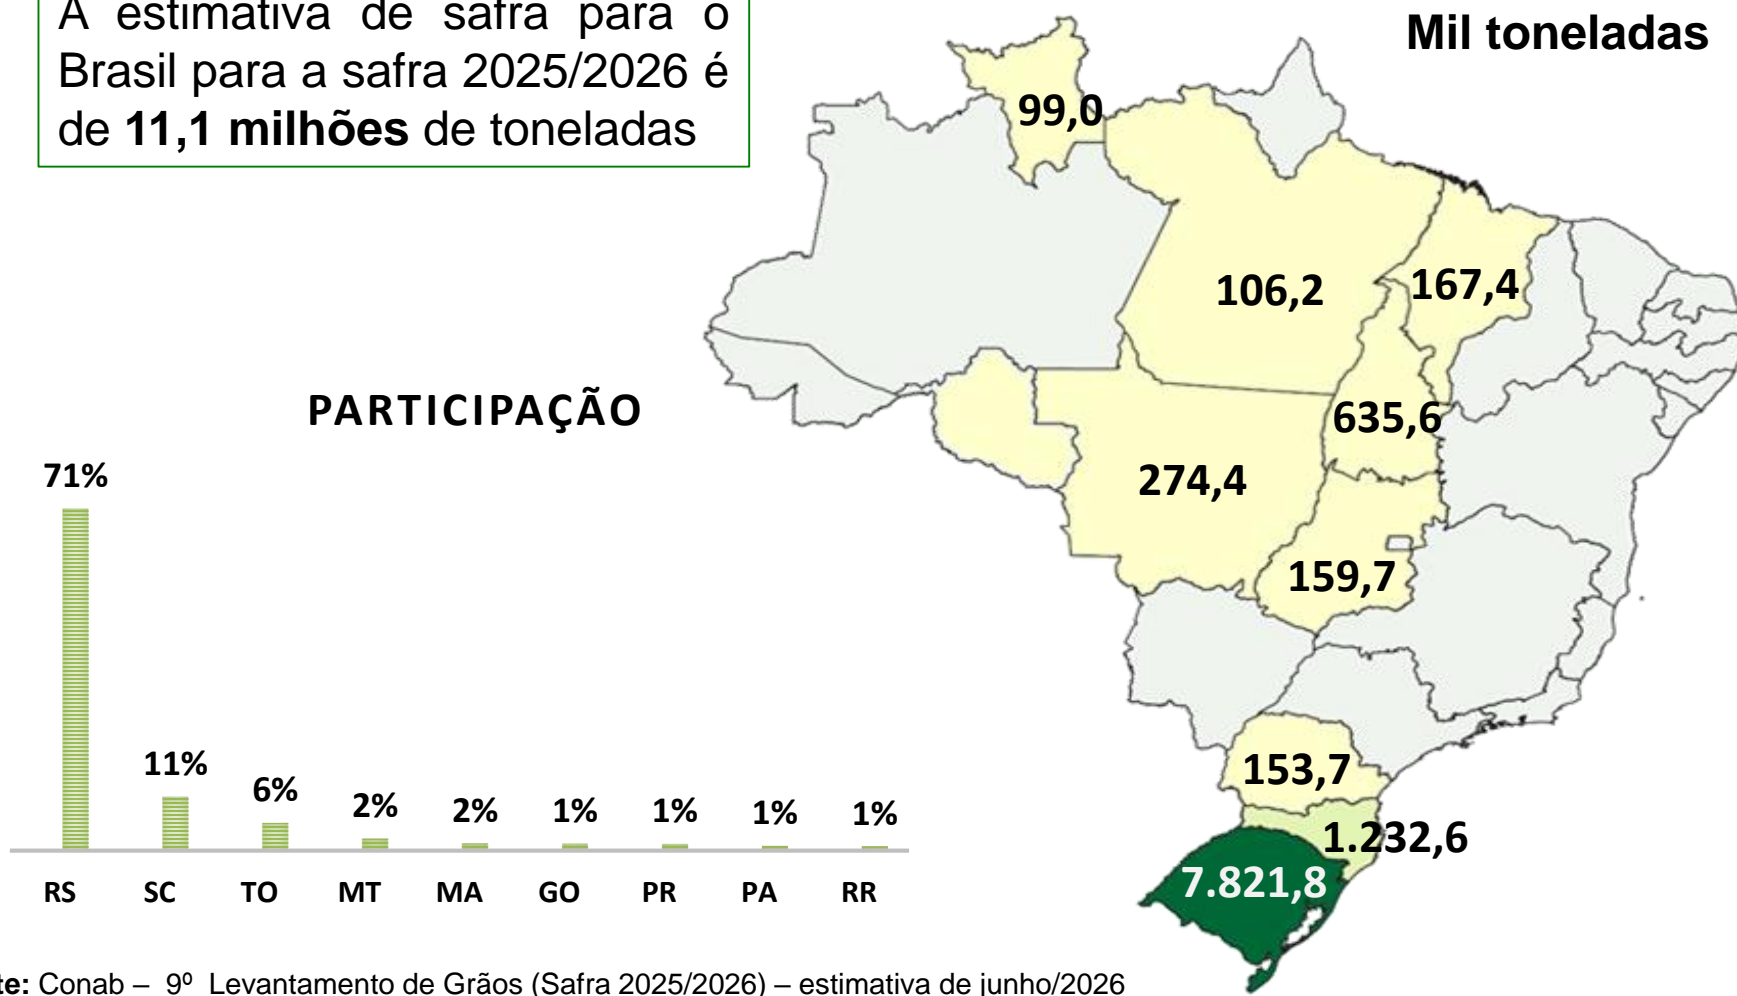 A estimativa de safra para o
Brasil para a safra 2025/2026 é
de 11,1 milhões de toneladas
Mil toneladas
99,0
106,2
167,4
635,6
274,4
159,7
153,7
1.232,6
7.821,8
PARTICIPAÇÃO
71%
11%
6%
2%
2%
1%
1%
1%
1%
RS SC TO MT MA GO PR PA RR
te: Conab – 9º Levantamento de Grãos (Safra 2025/2026) – estimativa de junho/2026